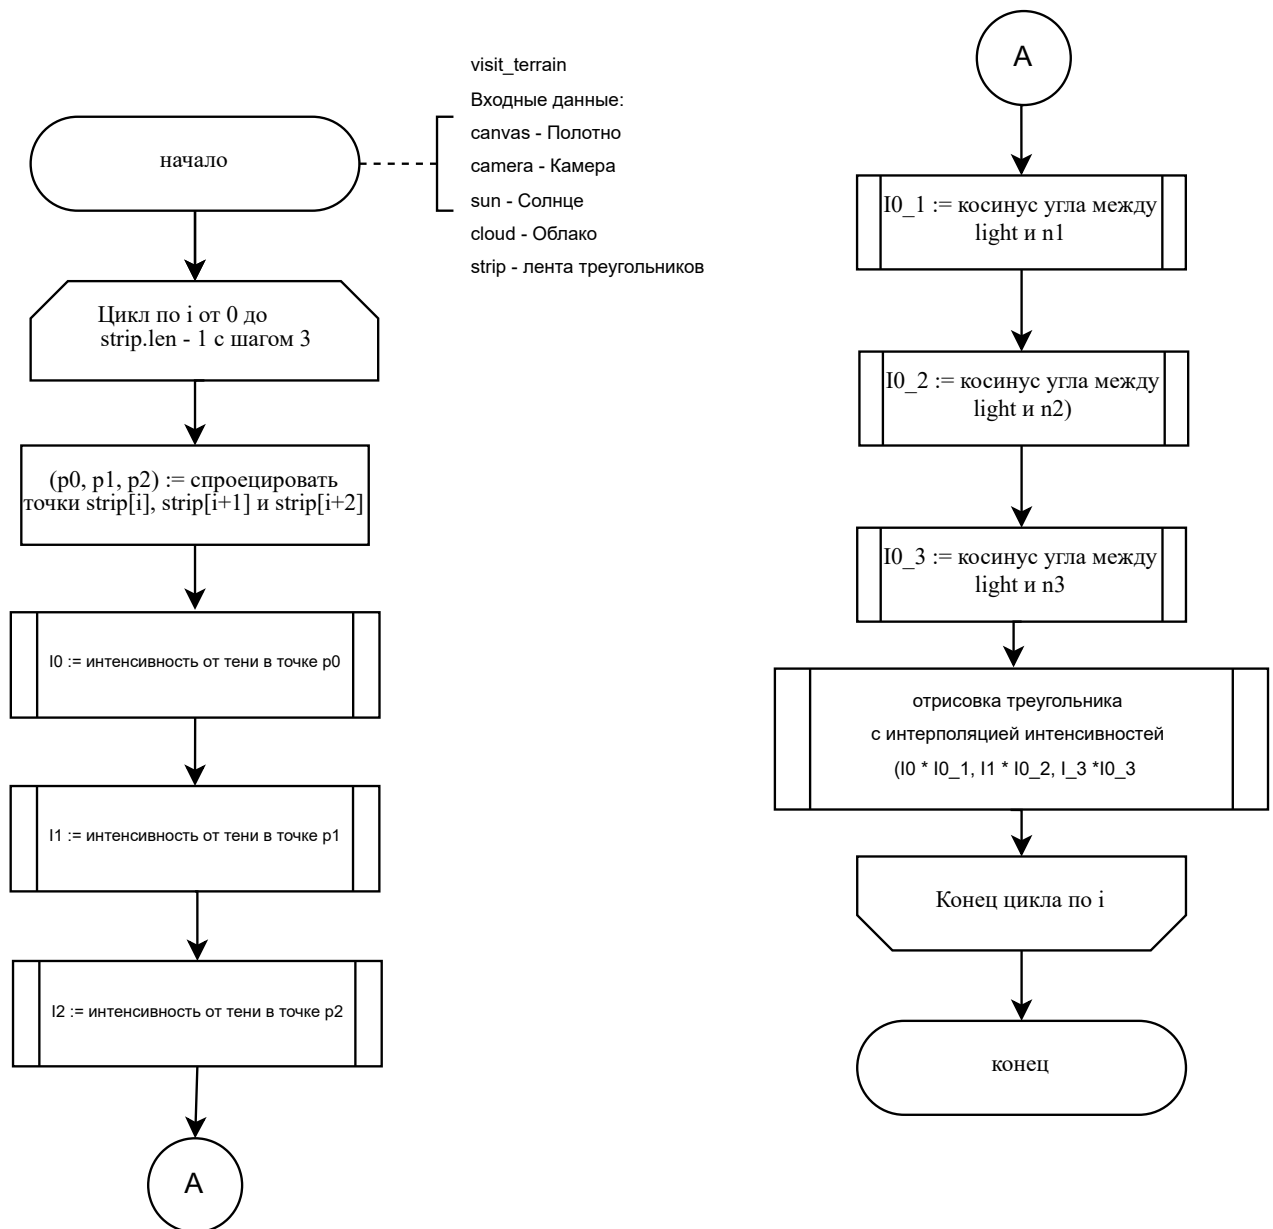 visit_terrain
Входные данные:
canvas - Полотно
camera - Камера
sun - Солнце
cloud - Облако
strip - лента треугольников
начало
Цикл по i от 0 до
strip.len - 1 с шагом 3
(p0, p1, p2) := спроецировать
точки strip[i], strip[i+1] и strip[i+2]
I0 := интенсивность от тени в точке p0
I1 := интенсивность от тени в точке p1
I2 := интенсивность от тени в точке p2
A
A
I0_1 := косинус угла между
light и n1
I0_2 := косинус угла между
light и n2)
I0_3 := косинус угла между
light и n3
отрисовка треугольника
с интерполяцией интенсивностей
(I0 * I0_1, I1 * I0_2, I_3 *I0_3
Конец цикла по i
конец